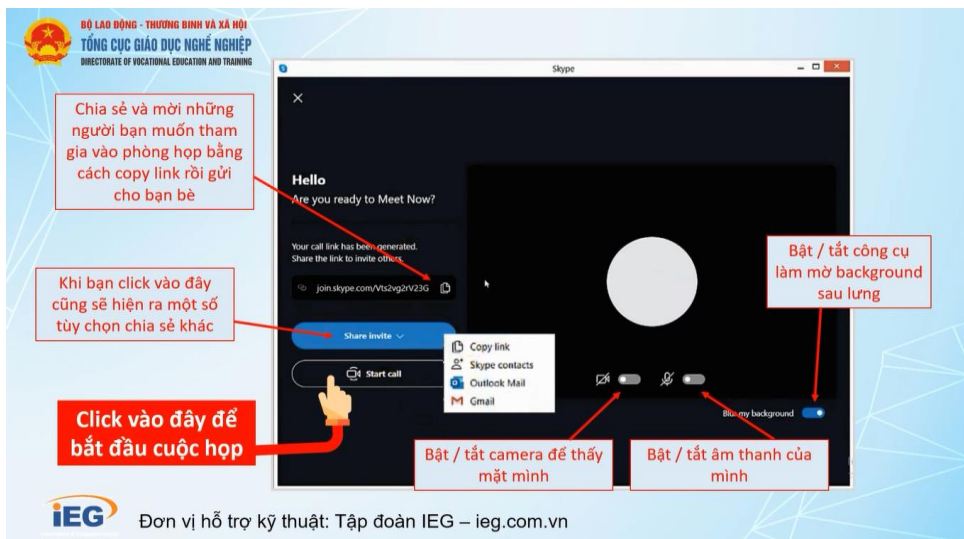 BỘ LAO ĐỘNG - THƯƠNG BINH VÀ XÃ HỘI
TỔNG CỤC GIÁO DỤC NGHỀ NGHIỆP
DIRECTORATE OF VOCATIONAL EDUCATION AND TRAINING
Skype
Chia sẻ và mời những
người bạn muốn tham
gia vào phòng họp bằng
cách copy link rồi gửi
cho bạn bè
Hello
Are you ready to Meet Now?
Your call link has been generated.
Share the link to invite others.
join.skype.com/Vts2vg2rV23G
Khi bạn click vào đây
cũng sẽ hiện ra một số
tùy chọn chia sẻ khác
Share invite
Start call
Copy link
Skype contacts
Outlook Mail
Gmail
Bật / tắt công cụ
làm mờ background
sau lưng
Blur my background
Click vào đây để
bắt đầu cuộc họp
Bật / tắt camera để thấy
mặt mình
Bật / tắt âm thanh của
mình
iEG
Đơn vị hỗ trợ kỹ thuật: Tập đoàn IEG – ieg.com.vn